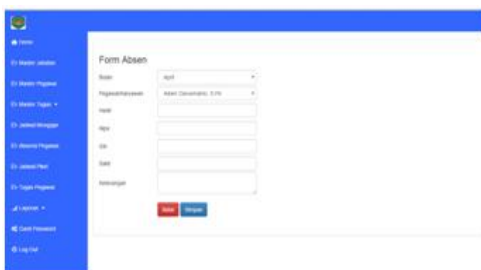 Home
Master Jabatan
Master Pegawai
Master Tugas
Jadwal Mengajar
Absensi Pegawai
Jadwal Piket
Tugas Pegawai
Laporan
Ganti Password
Log Out
Form Absen
Bulan
April
Pegawai/Karyawan
Hadir
Alpa
Izin
Sakit
Keterangan
Batal
Simpan